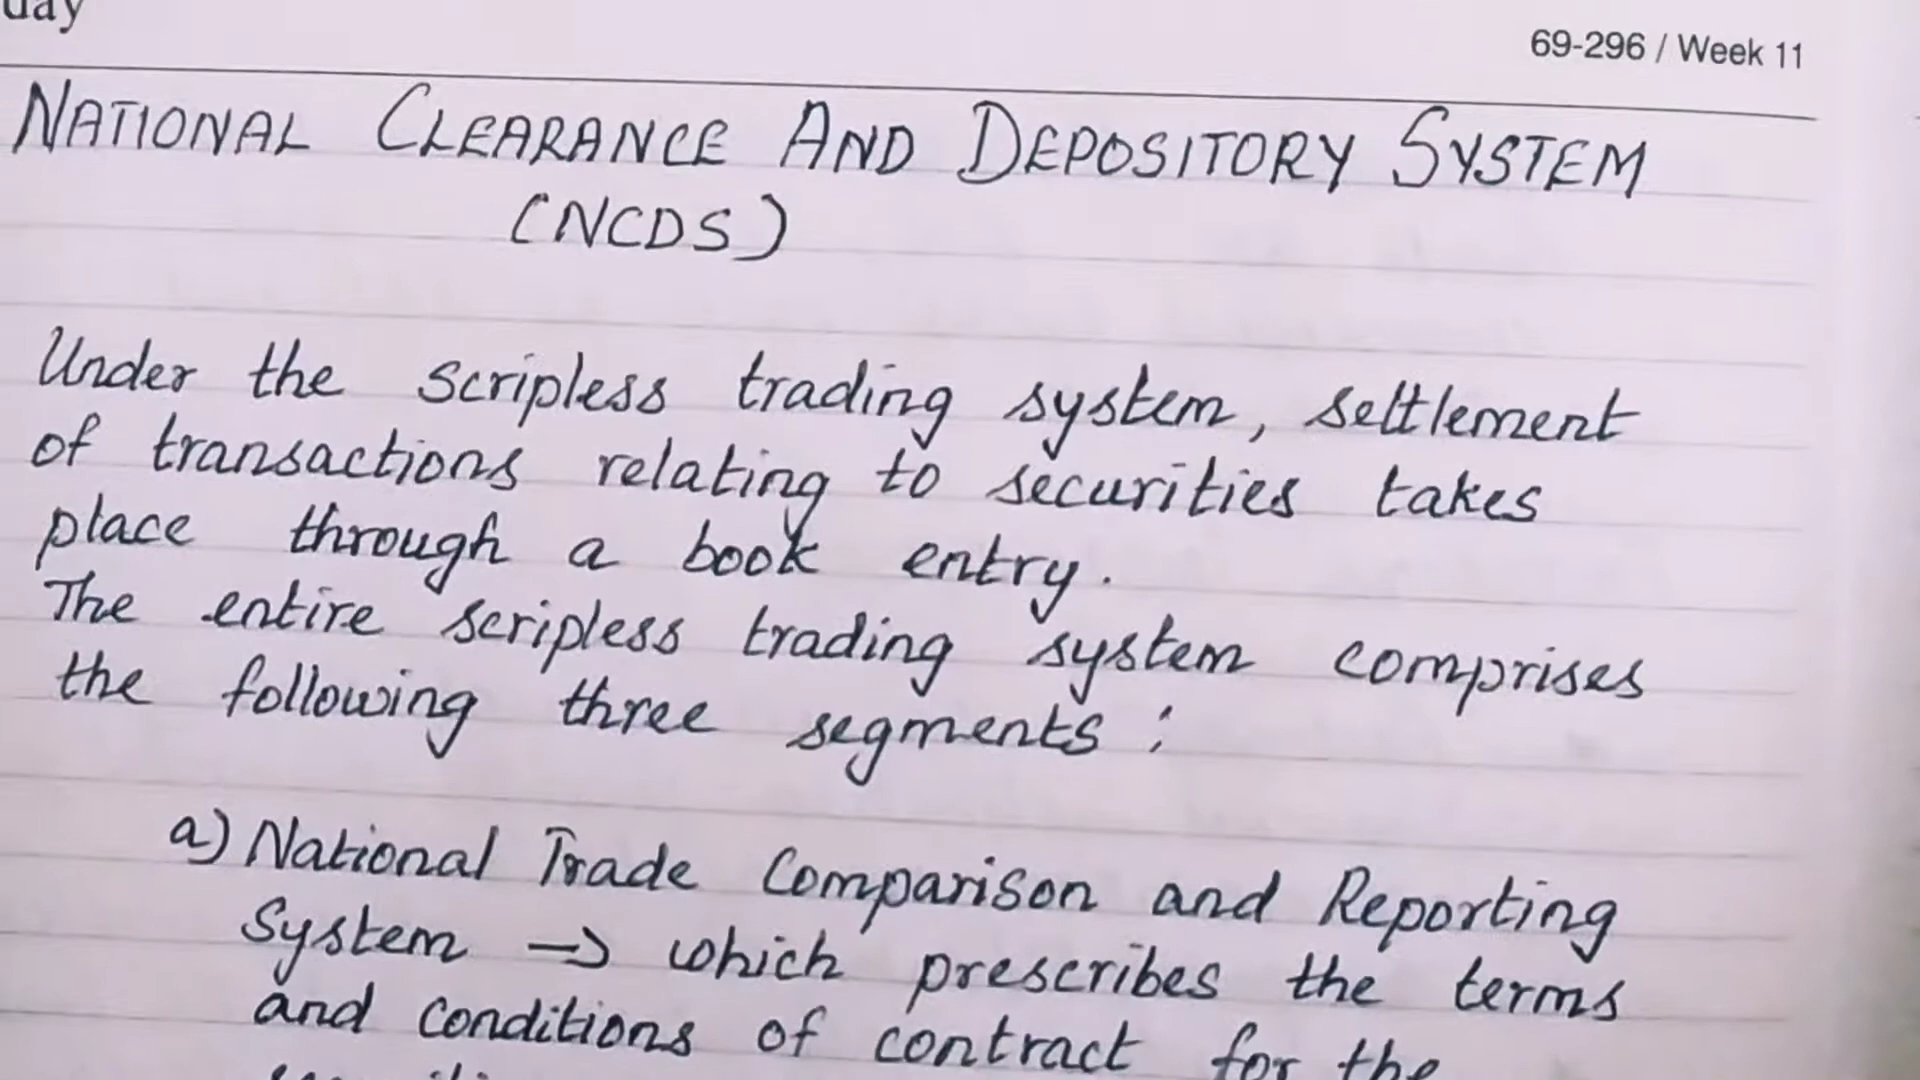 69-296 / Week 11
NATIONAL CLEARANCE AND DEPOSITORY SYSTEM
(NCDS)
Under the scripless trading system, settlement
of transactions relating to securities takes
place through a book entry.
The entire scripless trading system comprises
the following three segments :
a) National Trade Comparison and Reporting
System → which prescribes the terms
and conditions of contract for the